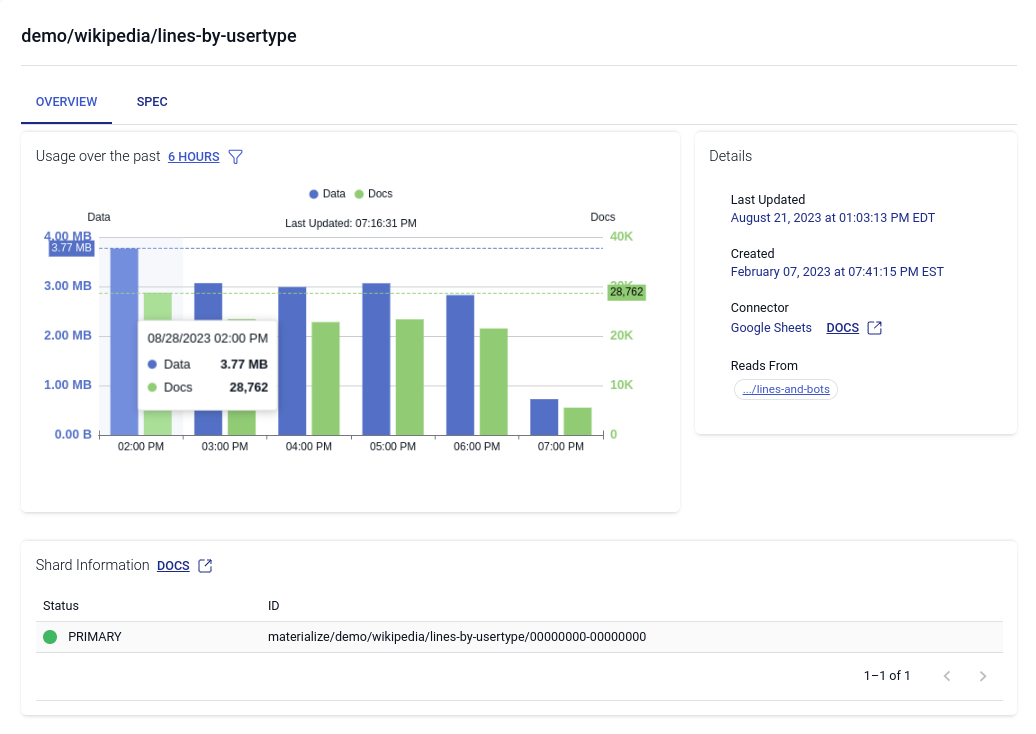 demo/wikipedia/lines-by-usertype
OVERVIEW SPEC
Usage over the past 6 HOURS
Data Docs
Data Last Updated: 07:16:31 PM Docs
4.00 MB 40K
3.77 MB
3.00 MB
28,762
2.00 MB 20K
08/28/2023 02:00 PM
Data 3.77 MB
Docs 28,762
1.00 MB 10K
0.00 B 0
02:00 PM 03:00 PM 04:00 PM 05:00 PM 06:00 PM 07:00 PM
Details
Last Updated
August 21, 2023 at 01:03:13 PM EDT
Created
February 07, 2023 at 07:41:15 PM EST
Connector
Google Sheets DOCS
Reads From
.../lines-and-bots
Shard Information DOCS
Status ID
PRIMARY materialize/demo/wikipedia/lines-by-usertype/00000000-00000000
1–1 of 1